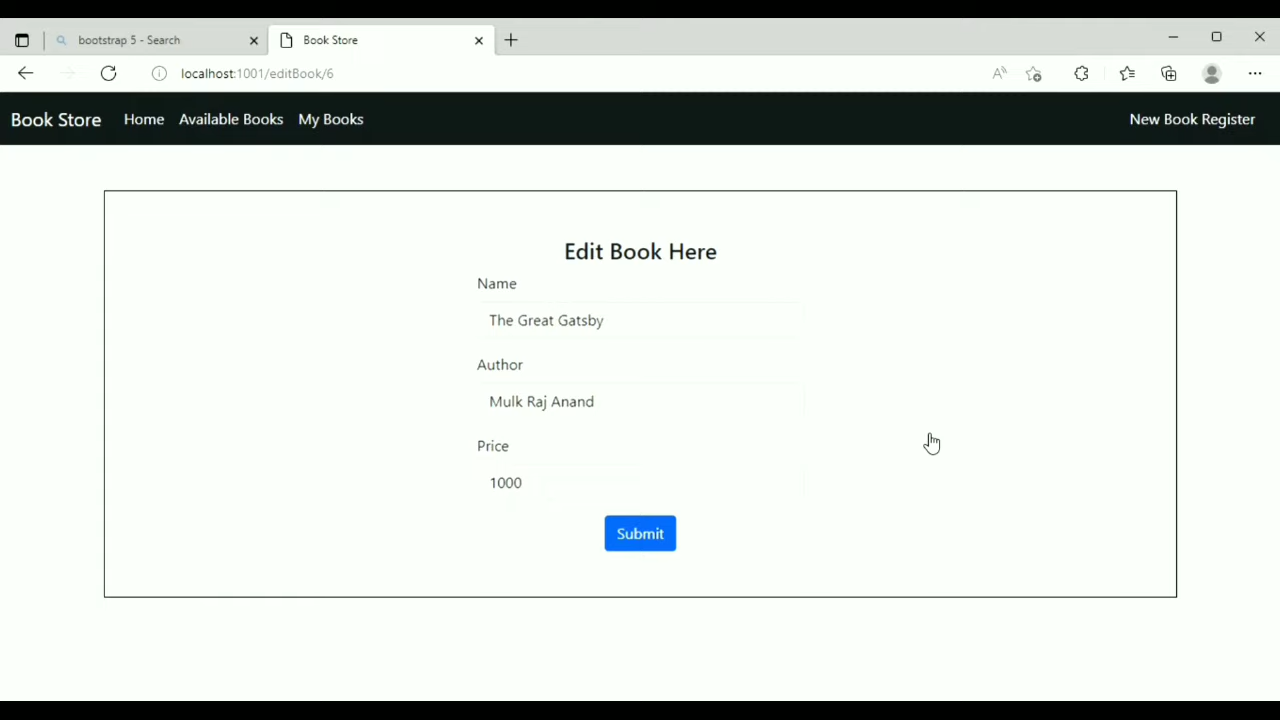 bootstrap 5 - Search
Book Store
localhost:1001/editBook/6
Book Store
Home
Available Books
My Books
New Book Register
Edit Book Here
Name
The Great Gatsby
Author
Mulk Raj Anand
Price
1000
Submit